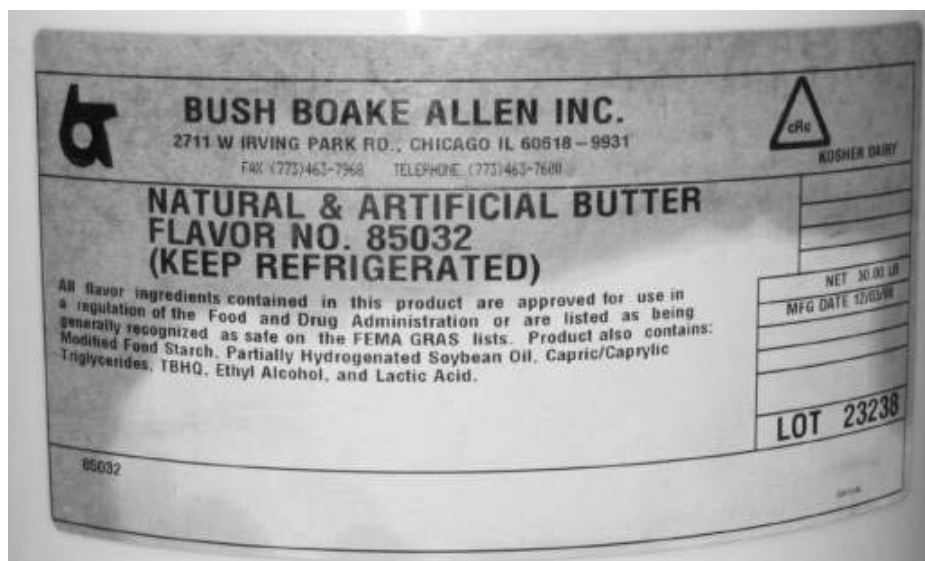 BUSH BOAKE ALLEN INC.
2711 W IRVING PARK RD., CHICAGO IL 60618-9931
FAX (773)463-7968 TELEPHONE (773)463-7600
cRc
KOSHER DAIRY
NATURAL & ARTIFICIAL BUTTER
FLAVOR NO. 85032
(KEEP REFRIGERATED)
All flavor ingredients contained in this product are approved for use in
a regulation of the Food and Drug Administration or are listed as being
generally recognized as safe on the FEMA GRAS lists. Product also contains:
Modified Food Starch, Partially Hydrogenated Soybean Oil, Capric/Caprylic
Triglycerides, TBHQ, Ethyl Alcohol, and Lactic Acid.
NET 30.00 LB
MFG DATE
LOT 23238
85032